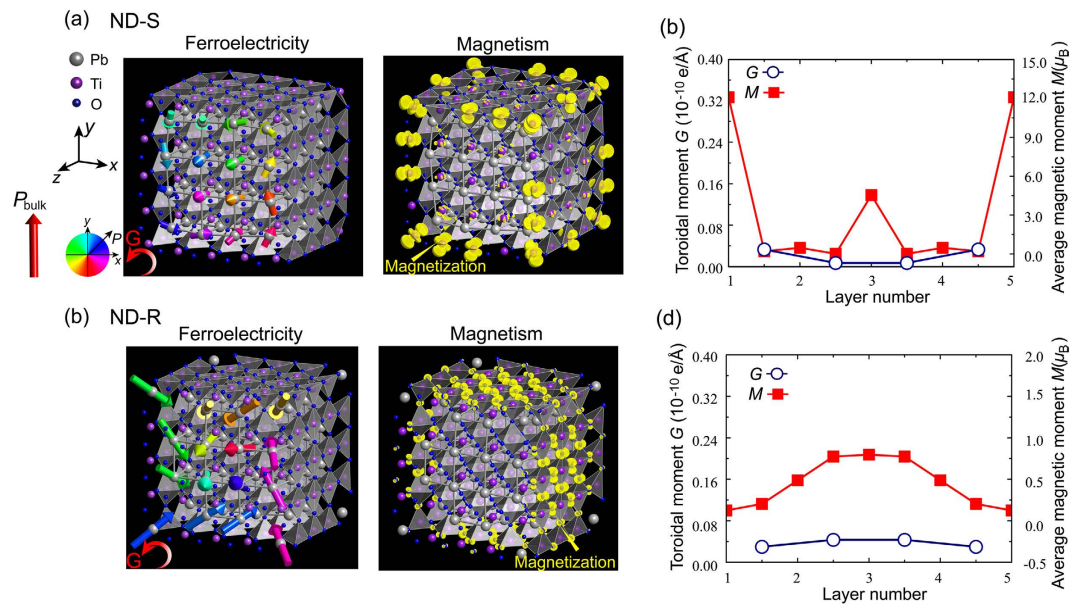 (a) ND-S
Ferroelectricity
Magnetism
Pb
Ti
O
y
x
z
P_bulk
y
P
x
G
Magnetization
(b)
G
M
Toroidal moment G (10⁻¹⁰ e/Å)
0.40
0.32
0.24
0.16
0.08
0.00
1 2 3 4 5
Layer number
15.0
12.0
9.0
6.0
3.0
0.0
Average magnetic moment M(μ_B)
(b) ND-R
Ferroelectricity
Magnetism
G
Magnetization
(d)
G
M
Toroidal moment G (10⁻¹⁰ e/Å)
0.40
0.32
0.24
0.16
0.08
0.00
1 2 3 4 5
Layer number
2.0
1.5
1.0
0.5
0.0
-0.5
Average magnetic moment M(μ_B)